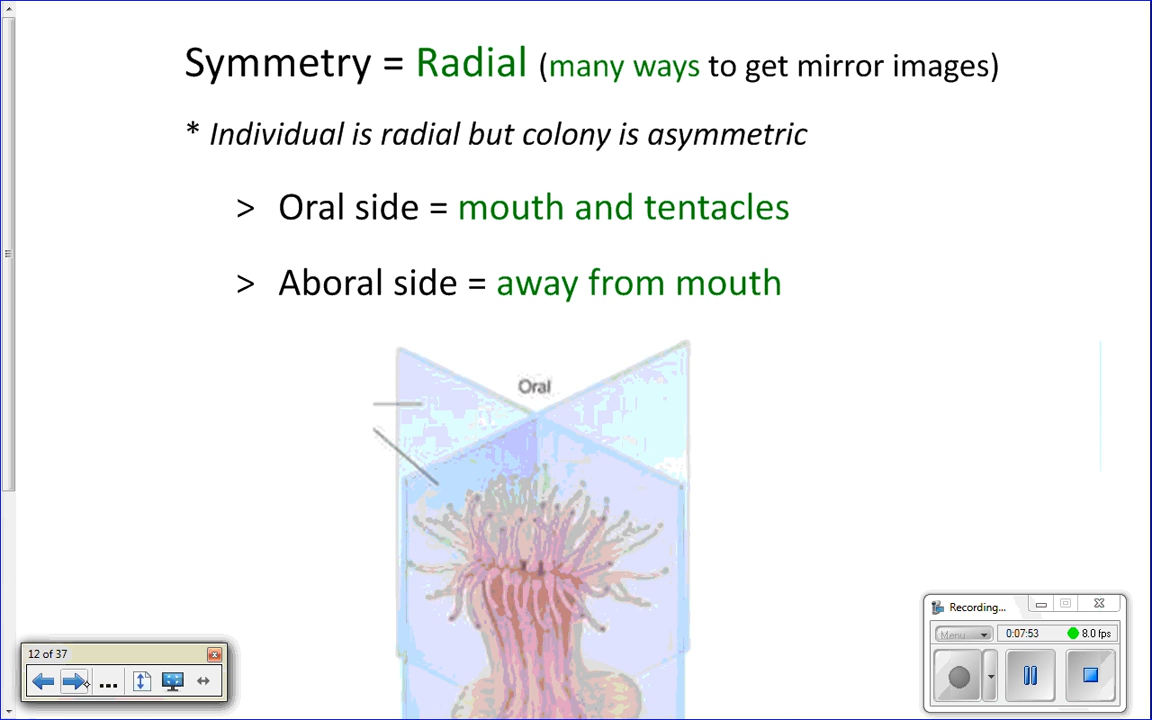 Symmetry = Radial (many ways to get mirror images)
* Individual is radial but colony is asymmetric
> Oral side = mouth and tentacles
> Aboral side = away from mouth
Oral
Recording...
Menu
0:07:53
8.0 fps
12 of 37